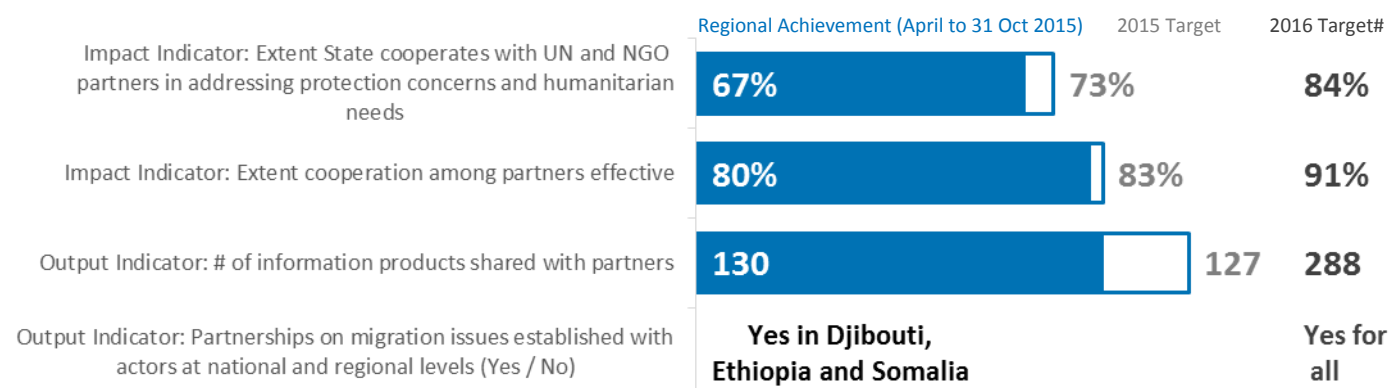 Regional Achievement (April to 31 Oct 2015) 2015 Target 2016 Target#
Impact Indicator: Extent State cooperates with UN and NGO
partners in addressing protection concerns and humanitarian
needs
67% 73% 84%
Impact Indicator: Extent cooperation among partners effective
80% 83% 91%
Output Indicator: # of information products shared with partners
130 127 288
Output Indicator: Partnerships on migration issues established with
actors at national and regional levels (Yes / No)
Yes in Djibouti,
Ethiopia and Somalia
Yes for
all